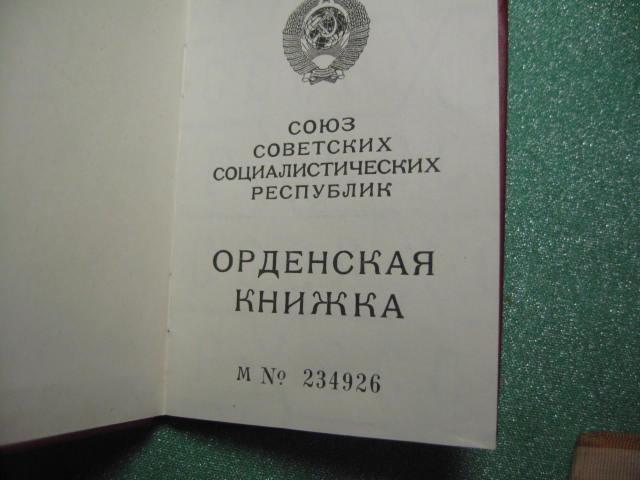 СОЮЗ
СОВЕТСКИХ
СОЦИАЛИСТИЧЕСКИХ
РЕСПУБЛИК
ОРДЕНСКАЯ
КНИЖКА
М № 234926